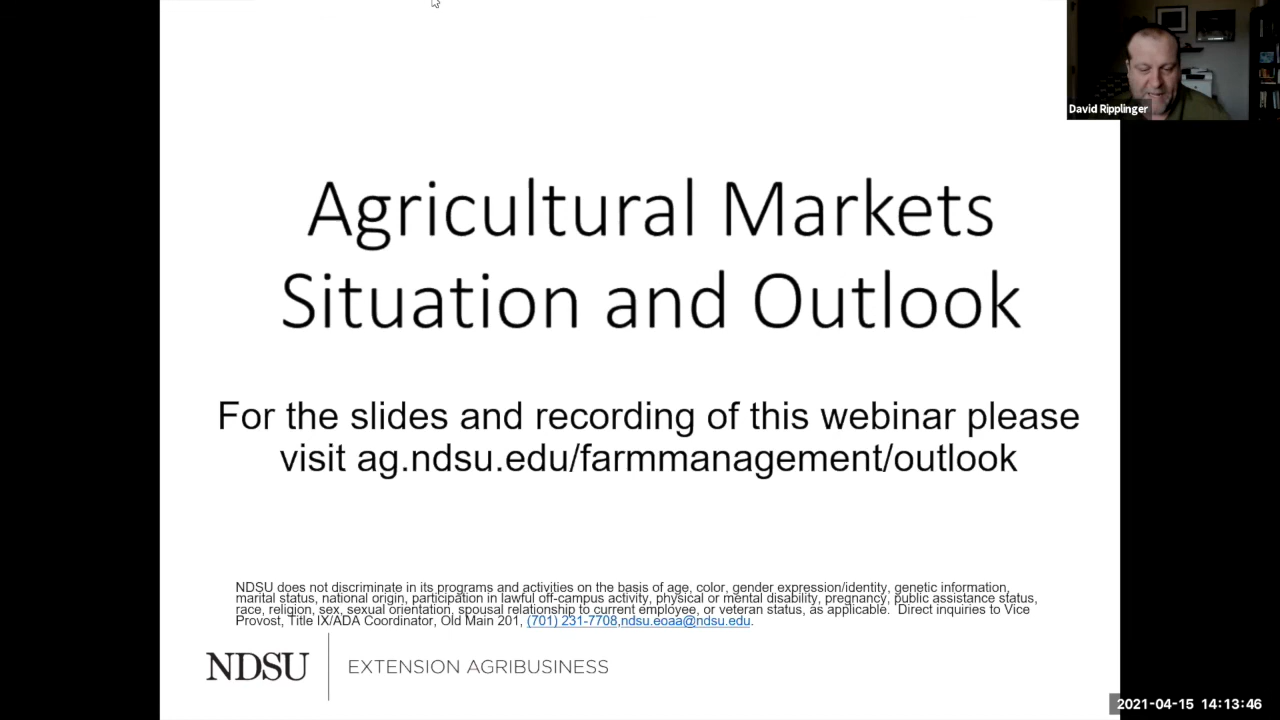 David Ripplinger
Agricultural Markets
Situation and Outlook
For the slides and recording of this webinar please
visit ag.ndsu.edu/farmmanagement/outlook
NDSU does not discriminate in its programs and activities on the basis of age, color, gender expression/identity, genetic information,
marital status, national origin, participation in lawful off-campus activity, physical or mental disability, pregnancy, public assistance status,
race, religion, sex, sexual orientation, spousal relationship to current employee, or veteran status, as applicable.  Direct inquiries to Vice
Provost, Title IX/ADA Coordinator, Old Main 201, (701) 231-7708,ndsu.eoaa@ndsu.edu.
NDSU EXTENSION AGRIBUSINESS
2021-04-15 14:13:46